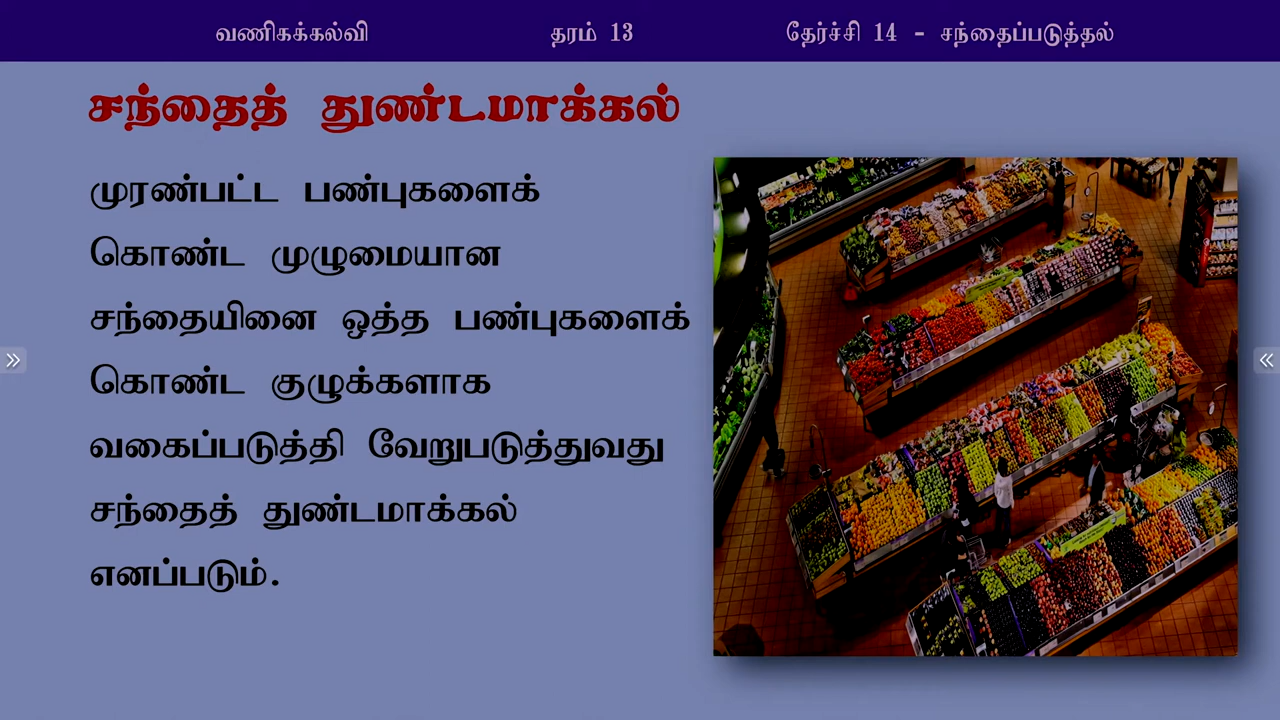 வணிகக்கல்வி தரம் 13 தேர்ச்சி 14 - சந்தைப்படுத்தல்
சந்தைத் துண்டமாக்கல்
முரண்பட்ட பண்புகளைக்
கொண்ட முழுமையான
சந்தையினை ஒத்த பண்புகளைக்
கொண்ட குழுக்களாக
வகைப்படுத்தி வேறுபடுத்துவது
சந்தைத் துண்டமாக்கல்
எனப்படும்.